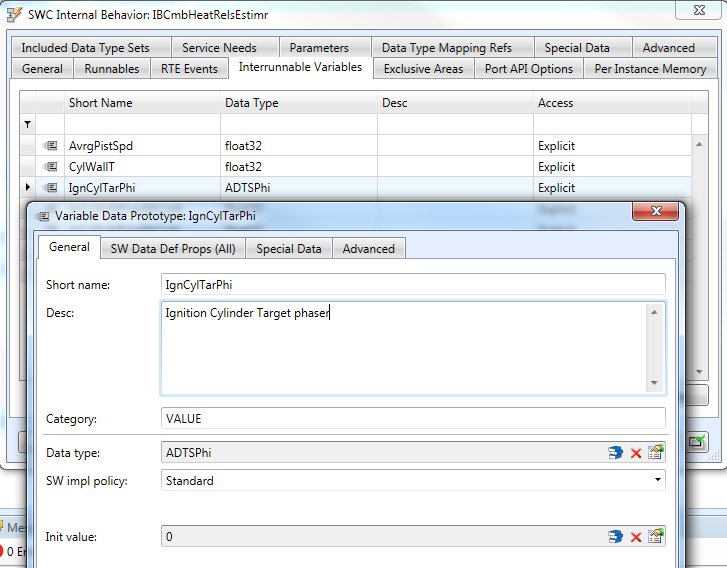 SWC Internal Behavior: IBCmbHeatRelsEstimr
Included Data Type Sets Service Needs Parameters Data Type Mapping Refs Special Data Advanced
General Runnables RTE Events Interrunnable Variables Exclusive Areas Port API Options Per Instance Memory
Short Name Data Type Desc Access
AvrgPistSpd float32 Explicit
CylWallT float32 Explicit
IgnCylTarPhi ADTSPhi Explicit
Variable Data Prototype: IgnCylTarPhi
General SW Data Def Props (All) Special Data Advanced
Short name: IgnCylTarPhi
Desc: Ignition Cylinder Target phaser
Category: VALUE
Data type: ADTSPhi
SW impl policy: Standard
Init value: 0
0